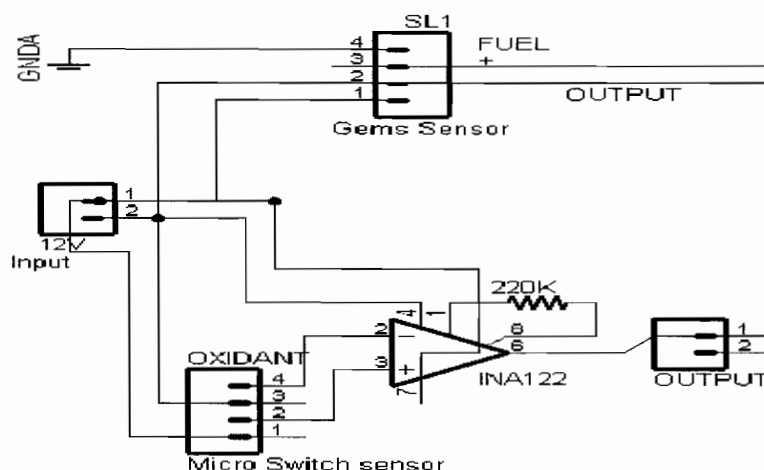 SL1
GNDA
4
3
2
1
FUEL
+
OUTPUT
Gems Sensor
1
2
12V
Input
220K
4
1
2
3
8
6
7
INA122
OXIDANT
4
3
2
1
Micro Switch sensor
1
2
OUTPUT